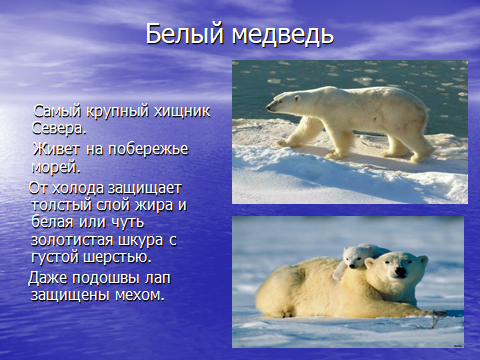 Белый медведь
Самый крупный хищник
Севера.
Живет на побережье
морей.
От холода защищает
толстый слой жира и
белая или чуть
золотистая шкура с
густой шерстью.
Даже подошвы лап
защищены мехом.